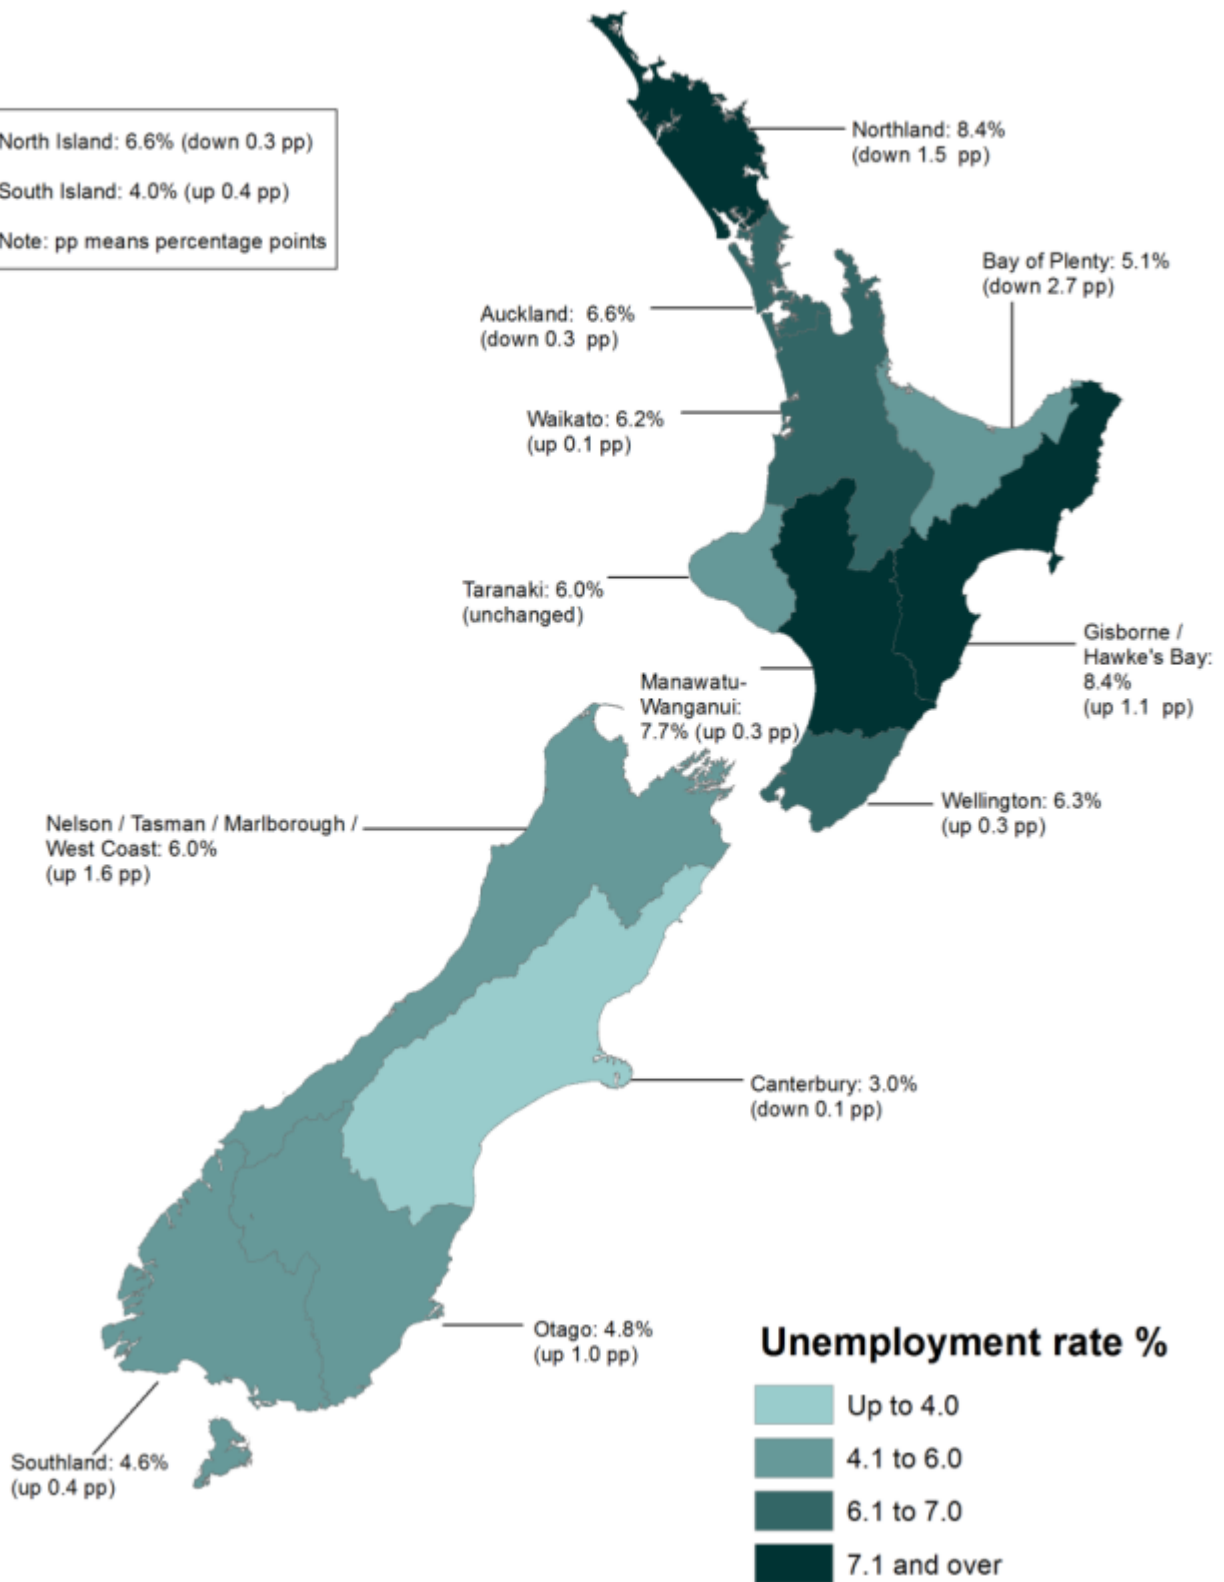 North Island: 6.6% (down 0.3 pp)
South Island: 4.0% (up 0.4 pp)
Note: pp means percentage points
Northland: 8.4%
(down 1.5 pp)
Bay of Plenty: 5.1%
(down 2.7 pp)
Auckland: 6.6%
(down 0.3 pp)
Waikato: 6.2%
(up 0.1 pp)
Taranaki: 6.0%
(unchanged)
Gisborne /
Hawke's Bay:
8.4%
(up 1.1 pp)
Manawatu-
Wanganui:
7.7% (up 0.3 pp)
Wellington: 6.3%
(up 0.3 pp)
Nelson / Tasman / Marlborough /
West Coast: 6.0%
(up 1.6 pp)
Canterbury: 3.0%
(down 0.1 pp)
Otago: 4.8%
(up 1.0 pp)
Southland: 4.6%
(up 0.4 pp)
Unemployment rate %
Up to 4.0
4.1 to 6.0
6.1 to 7.0
7.1 and over